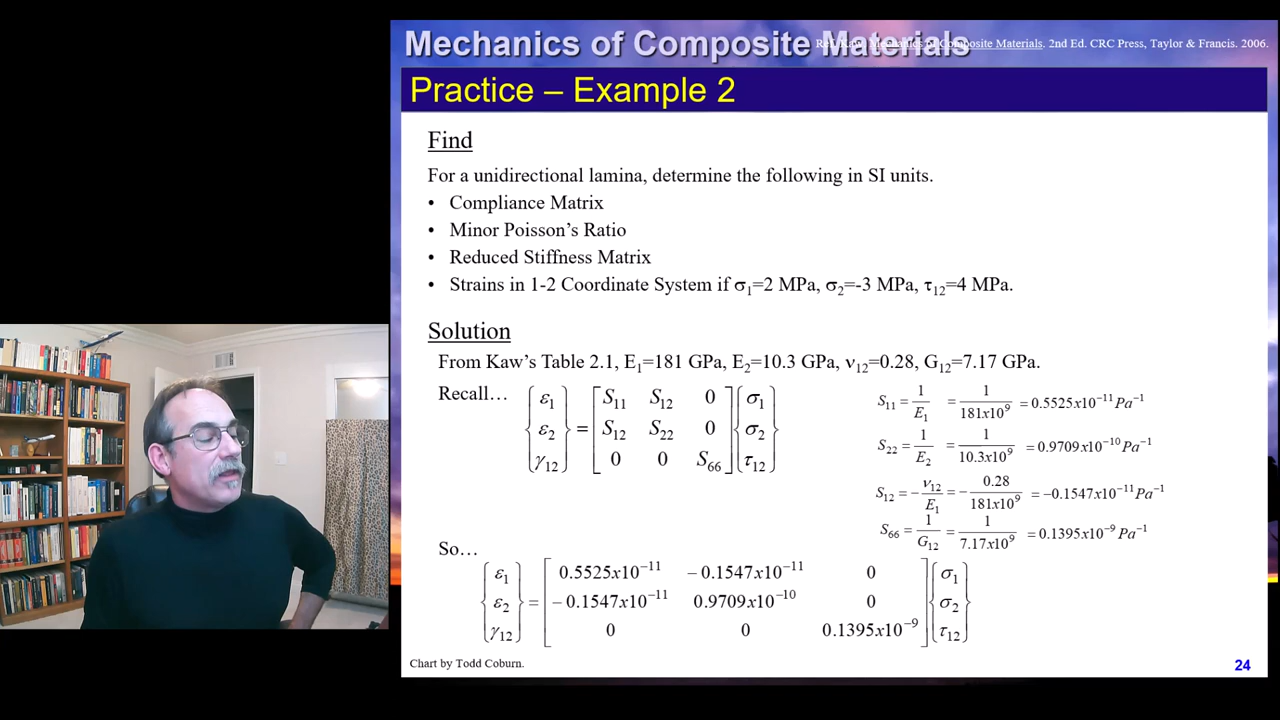 Mechanics of Composite Materials
Ref: Kaw, Mechanics of Composite Materials. 2nd Ed. CRC Press, Taylor & Francis. 2006.
Practice – Example 2
Find
For a unidirectional lamina, determine the following in SI units.
• Compliance Matrix
• Minor Poisson's Ratio
• Reduced Stiffness Matrix
• Strains in 1-2 Coordinate System if σ₁=2 MPa, σ₂=-3 MPa, τ₁₂=4 MPa.
Solution
From Kaw's Table 2.1, E₁=181 GPa, E₂=10.3 GPa, ν₁₂=0.28, G₁₂=7.17 GPa.
Recall…
{ε₁ ε₂ γ₁₂} = [S₁₁ S₁₂ 0
S₁₂ S₂₂ 0
0 0 S₆₆] {σ₁ σ₂ τ₁₂}
S₁₁ = 1/E₁ = 1/181x10⁹ = 0.5525x10⁻¹¹ Pa⁻¹
S₂₂ = 1/E₂ = 1/10.3x10⁹ = 0.9709x10⁻¹⁰ Pa⁻¹
S₁₂ = -ν₁₂/E₁ = -0.28/181x10⁹ = -0.1547x10⁻¹¹ Pa⁻¹
S₆₆ = 1/G₁₂ = 1/7.17x10⁹ = 0.1395x10⁻⁹ Pa⁻¹
So…
{ε₁ ε₂ γ₁₂} = [0.5525x10⁻¹¹ -0.1547x10⁻¹¹ 0
-0.1547x10⁻¹¹ 0.9709x10⁻¹⁰ 0
0 0 0.1395x10⁻⁹] {σ₁ σ₂ τ₁₂}
Chart by Todd Coburn.
24